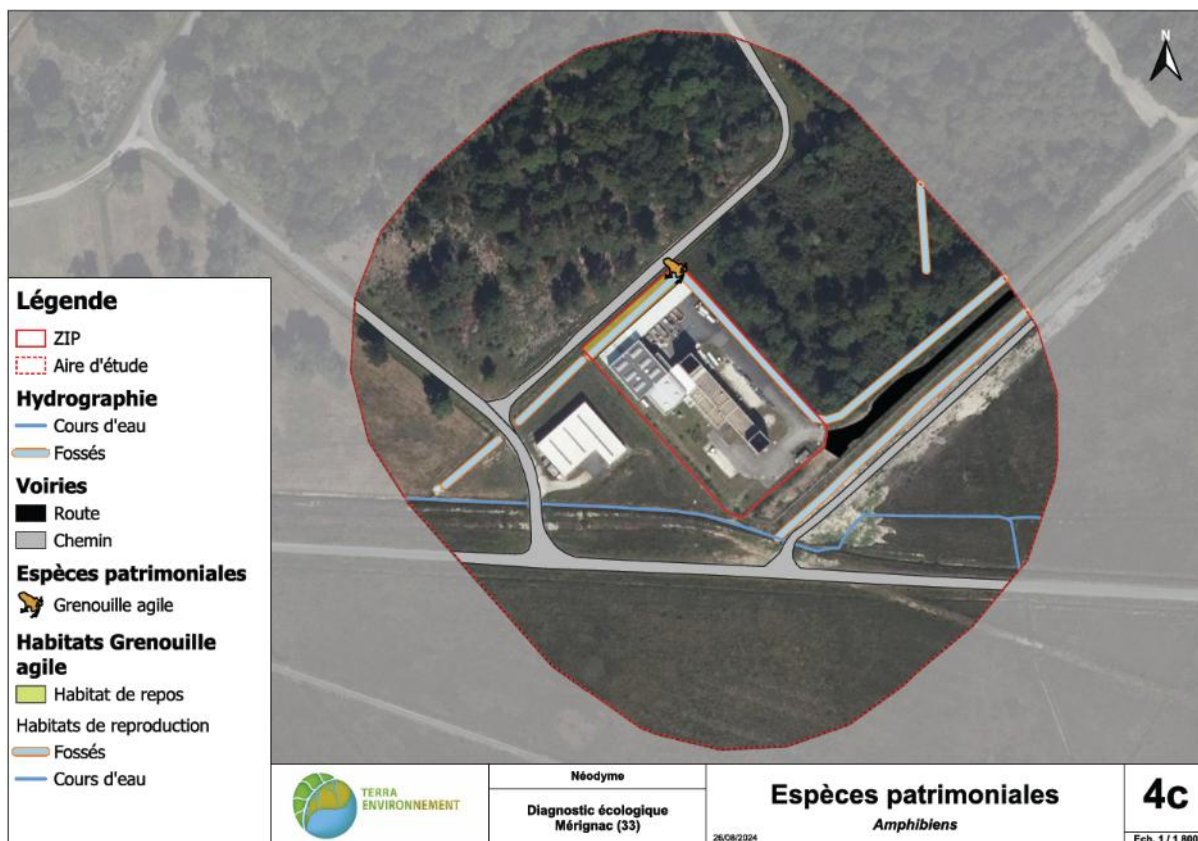 N
Légende
ZIP
Aire d'étude
Hydrographie
Cours d'eau
Fossés
Voiries
Route
Chemin
Espèces patrimoniales
Grenouille agile
Habitats Grenouille
agile
Habitat de repos
Habitats de reproduction
Fossés
Cours d'eau
TERRA
ENVIRONNEMENT
Néodyme
Diagnostic écologique
Mérignac (33)
Espèces patrimoniales
Amphibiens
26/08/2024
4c
Ech. 1 / 1 800